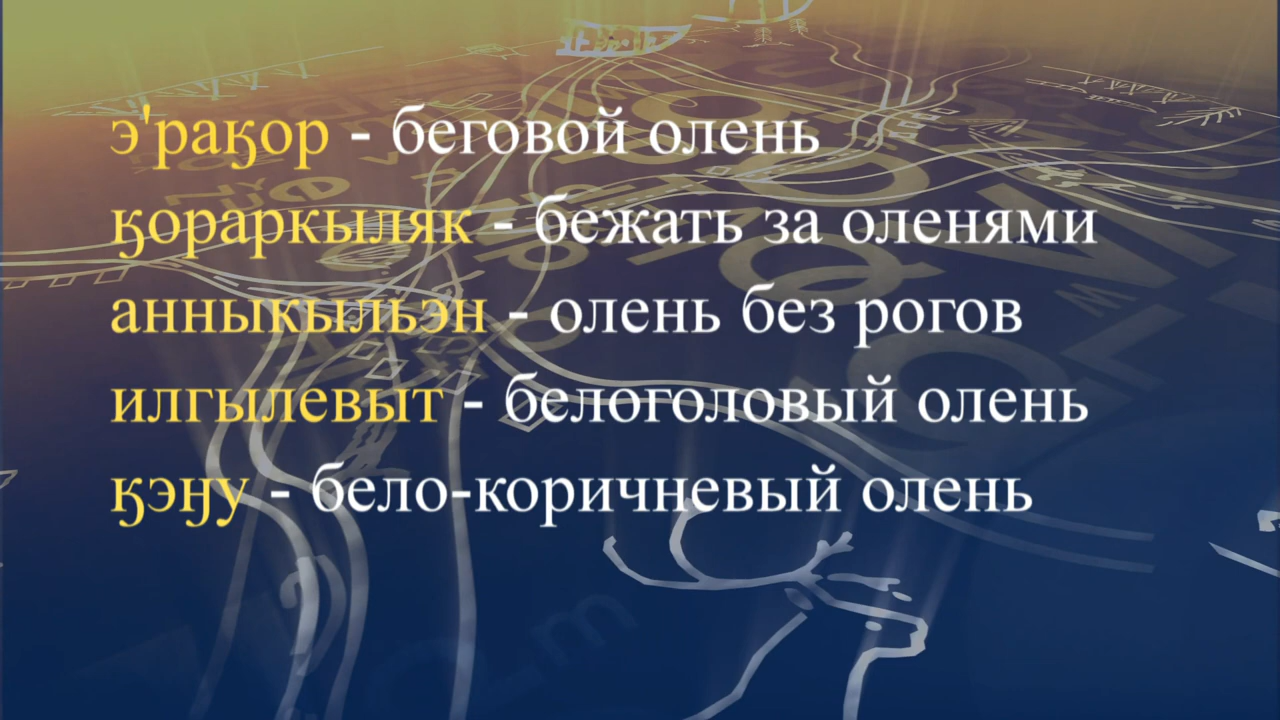 э'раӄор - беговой олень
ӄораркыляк - бежать за оленями
анныкыльэн - олень без рогов
илгылевыт - белоголовый олень
ӄэӈу - бело-коричневый олень